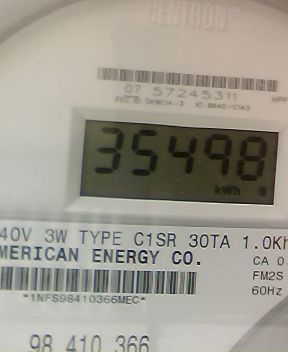 CENTRON®
07 57245311
35498
kWh
40V 3W TYPE C1SR 30TA 1.0Kh
MERICAN ENERGY CO.
CA 0.
FM2S
60Hz
*1NFS98410366MEC*
98 410 366